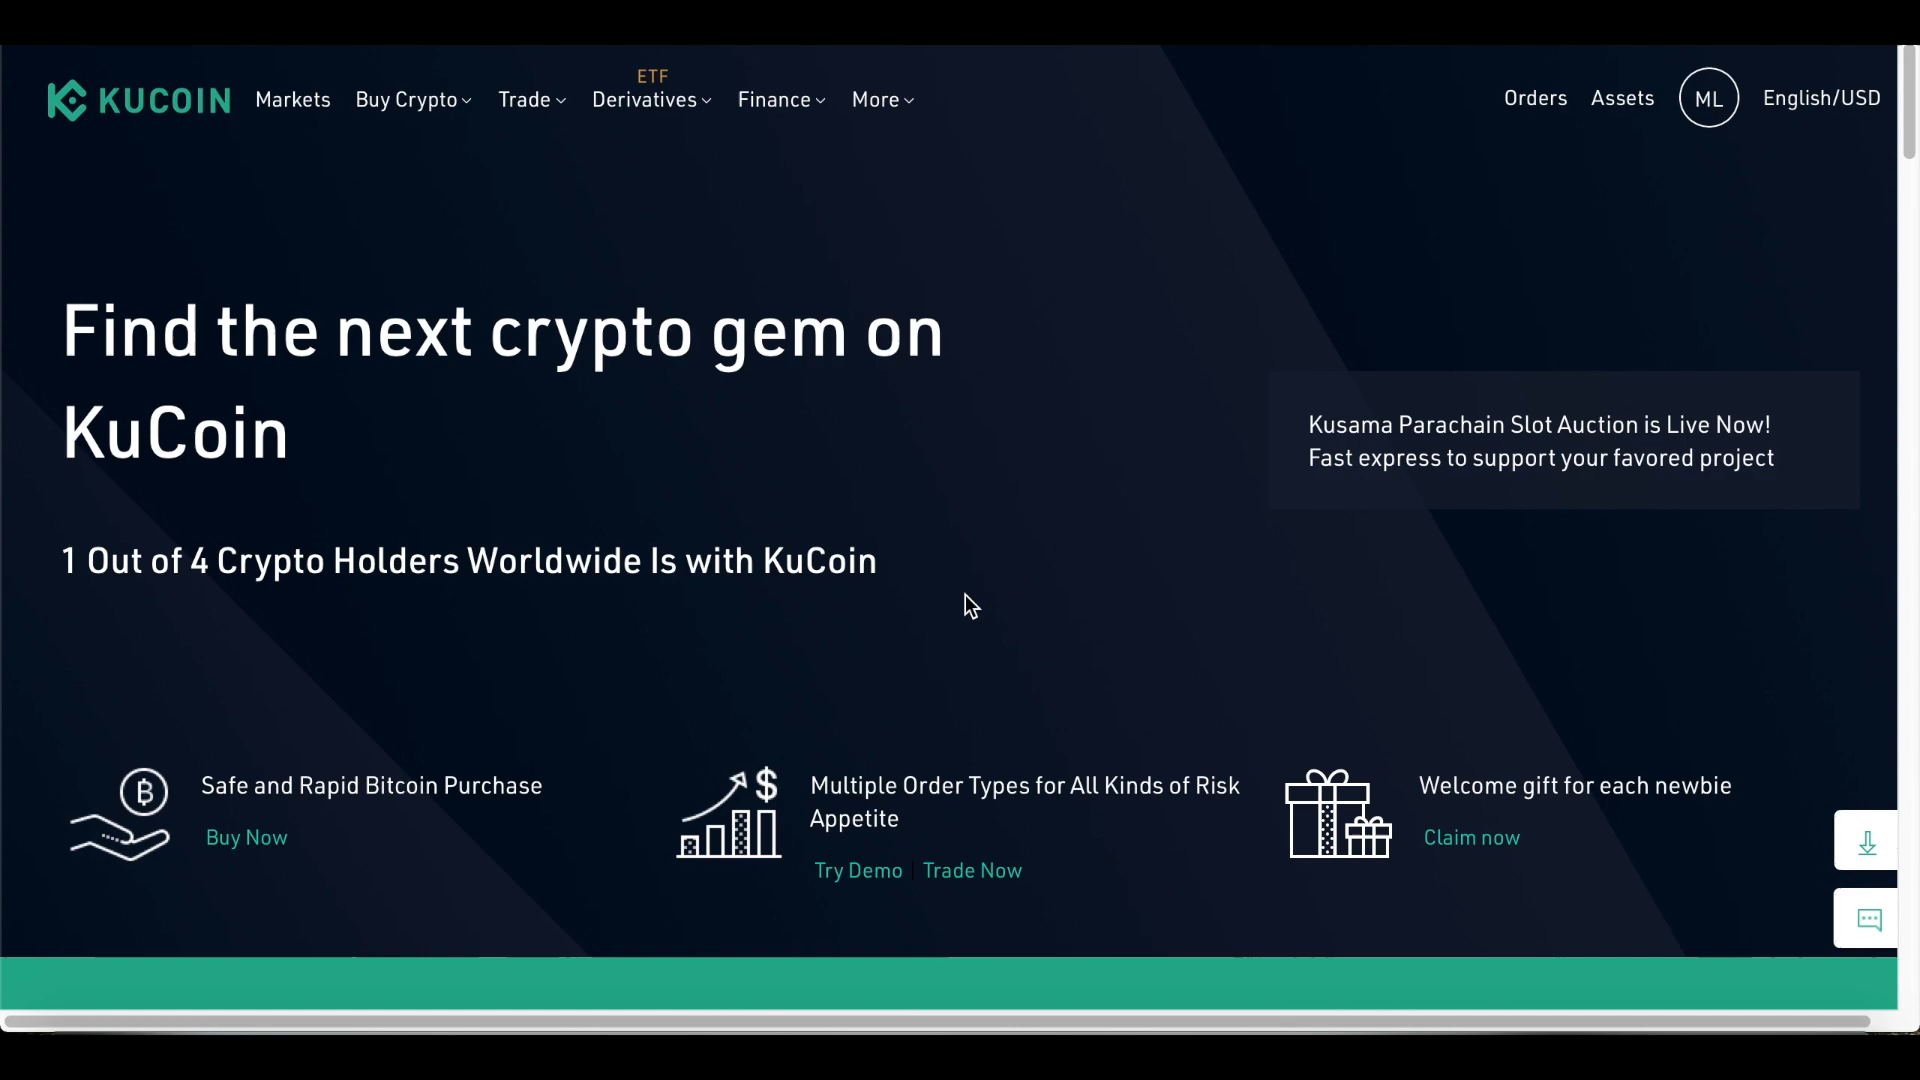 KUCOIN
Markets
Buy Crypto
Trade
ETF
Derivatives
Finance
More
Orders
Assets
ML
English/USD
Find the next crypto gem on
KuCoin
Kusama Parachain Slot Auction is Live Now!
Fast express to support your favored project
1 Out of 4 Crypto Holders Worldwide Is with KuCoin
Safe and Rapid Bitcoin Purchase
Buy Now
Multiple Order Types for All Kinds of Risk
Appetite
Try Demo | Trade Now
Welcome gift for each newbie
Claim now